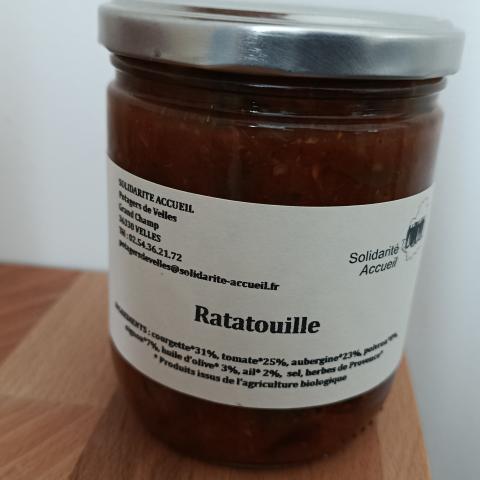 SOLIDARITE ACCUEIL
Potagers de Velles
Grand Champ
36330 VELLES
Tél : 02.54.36.21.72
potagersdevelles@solidarite-accueil.fr
Solidarité
Accueil
Ratatouille
INGREDIENTS : courgette*31%, tomate*25%, aubergine*23%, poivron*9%,
oignon*7%, huile d'olive* 3%, ail* 2%, sel, herbes de Provence*
* Produits issus de l'agriculture biologique